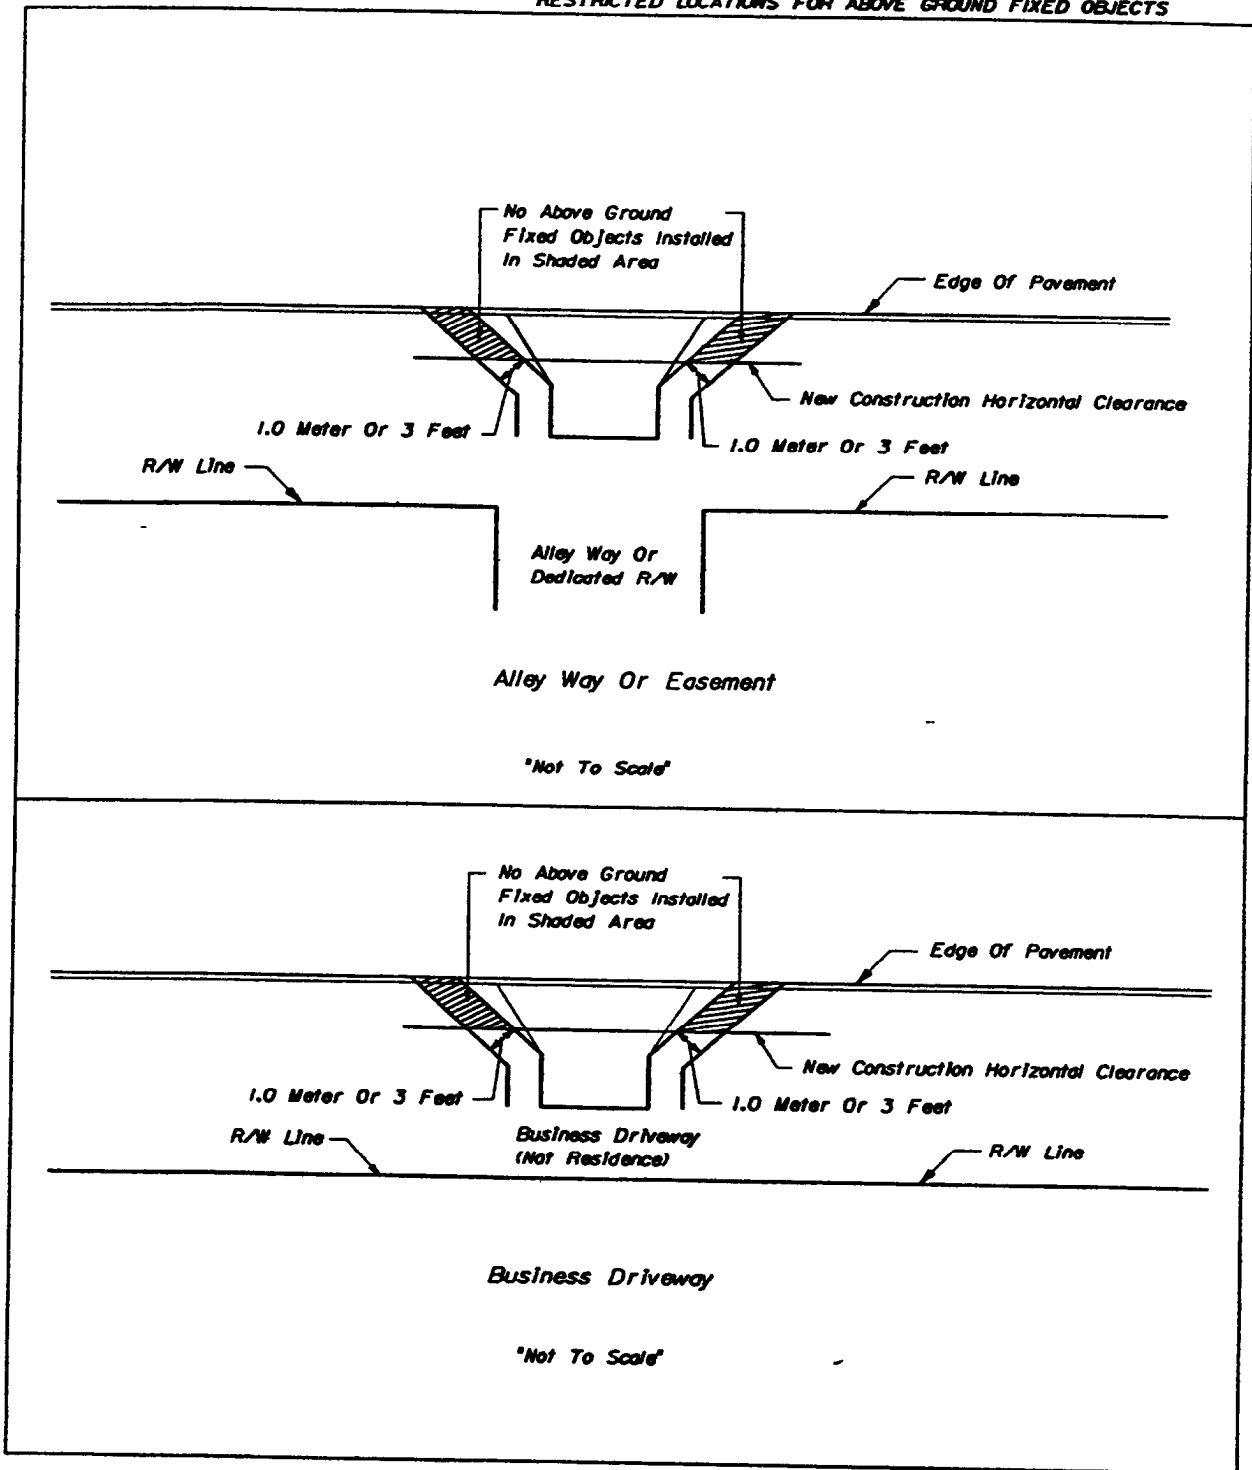 RESTRICTED LOCATIONS FOR ABOVE GROUND FIXED OBJECTS
No Above Ground
Fixed Objects Installed
In Shaded Area
Edge Of Pavement
New Construction Horizontal Clearance
1.0 Meter Or 3 Feet
1.0 Meter Or 3 Feet
R/W Line
R/W Line
Alley Way Or
Dedicated R/W
Alley Way Or Easement
"Not To Scale"
No Above Ground
Fixed Objects Installed
In Shaded Area
Edge Of Pavement
New Construction Horizontal Clearance
1.0 Meter Or 3 Feet
1.0 Meter Or 3 Feet
R/W Line
Business Driveway
(Not Residence)
R/W Line
Business Driveway
"Not To Scale"